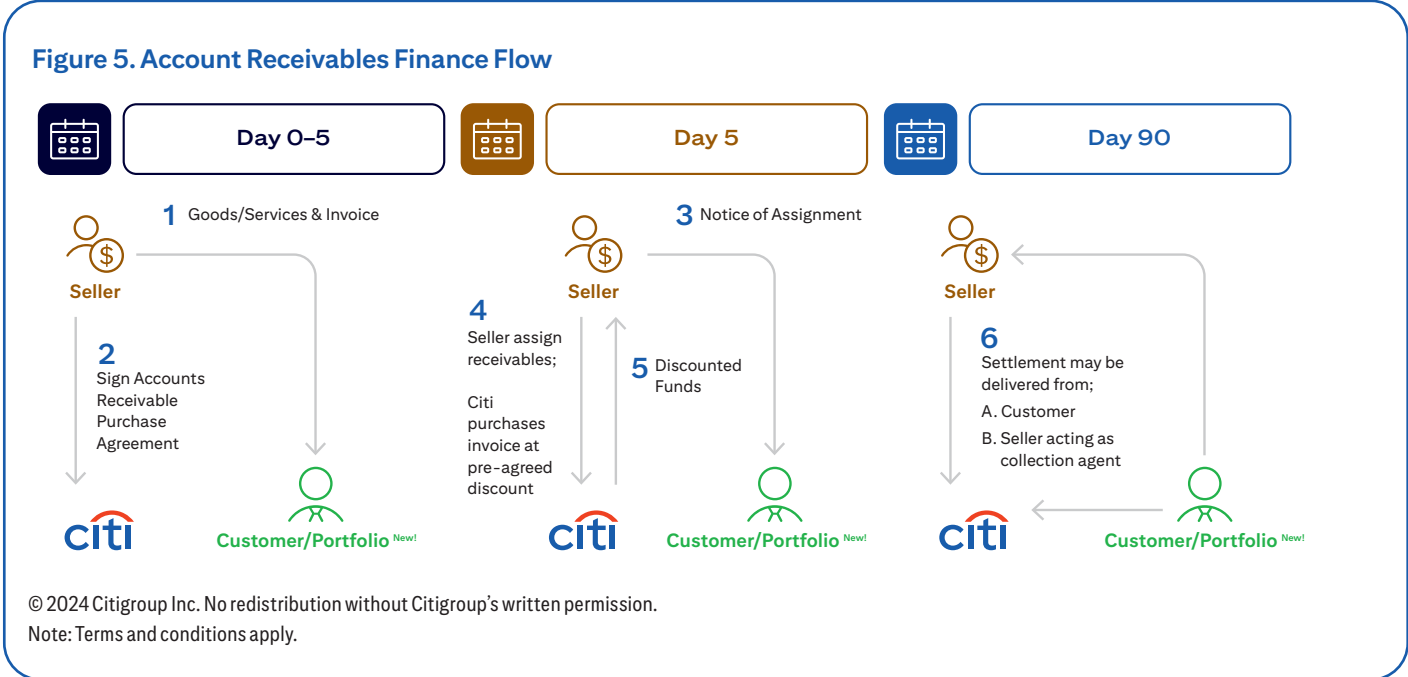 Figure 5. Account Receivables Finance Flow
Day 0–5
1 Goods/Services & Invoice
$
Seller
2
Sign Accounts
Receivable
Purchase
Agreement
citi
Customer/Portfolio New!
Day 5
3 Notice of Assignment
$
Seller
4
Seller assign
receivables;
Citi
purchases
invoice at
pre-agreed
discount
5 Discounted
Funds
citi
Customer/Portfolio New!
Day 90
$
Seller
6
Settlement may be
delivered from;
A. Customer
B. Seller acting as
collection agent
citi
Customer/Portfolio New!
© 2024 Citigroup Inc. No redistribution without Citigroup's written permission.
Note: Terms and conditions apply.